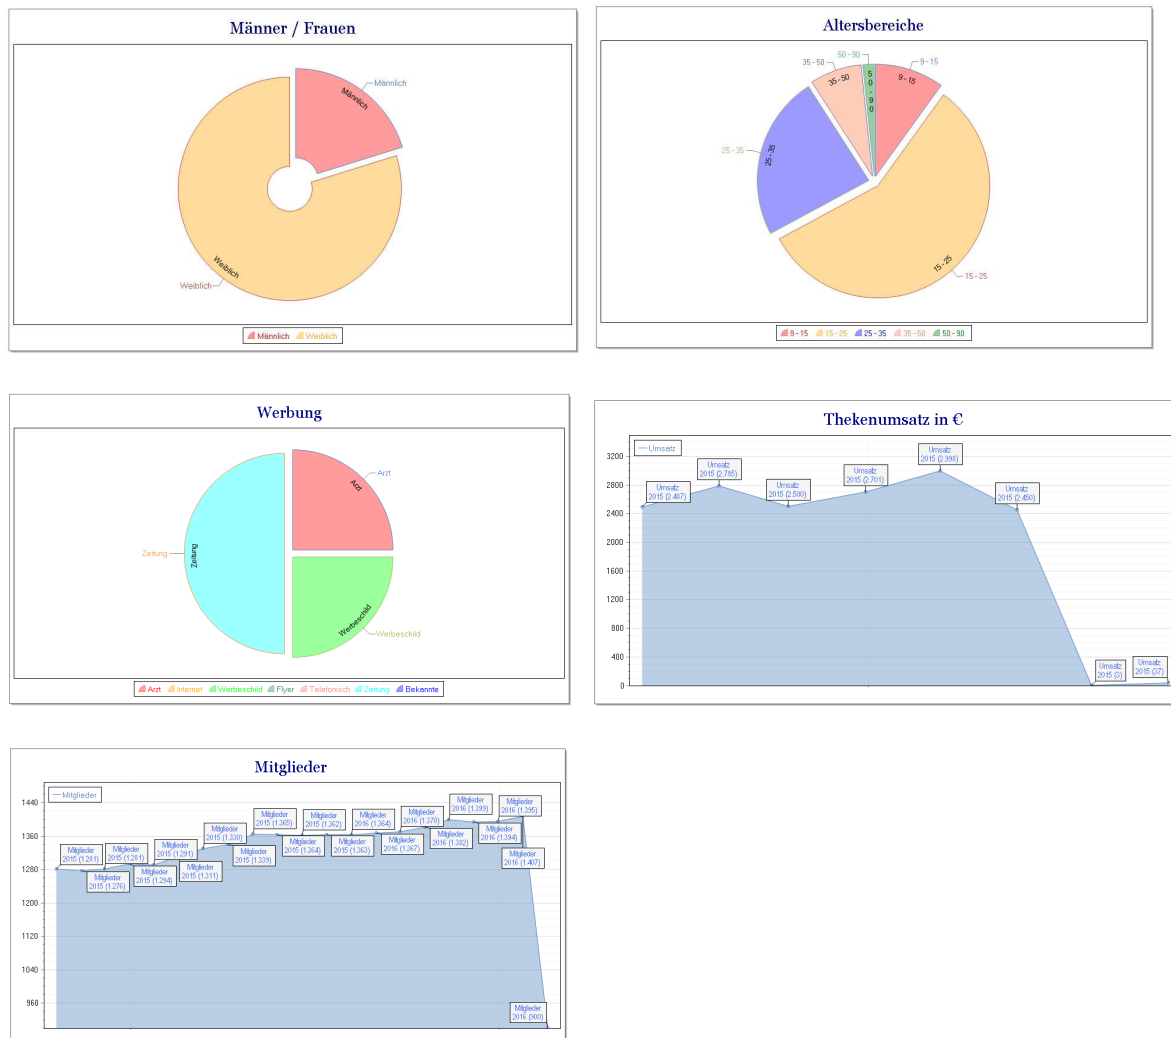 Männer / Frauen
Männlich
Männlich
Weiblich
Weiblich
Männlich Weiblich
Altersbereiche
50 - 90
35 - 50
9 - 15
35 - 50
50 - 90
9 - 15
25 - 35
25 - 35
15 - 25
15 - 25
9 - 15 15 - 25 25 - 35 35 - 50 50 - 90
Werbung
Arzt
Arzt
Zeitung
Zeitung
Werbeschild
Werbeschild
Arzt Internet Werbeschild Flyer Telefonisch Zeitung Bekannte
Thekenumsatz in €
Umsatz
3200
2800
2400
2000
1600
1200
800
400
0
Umsatz
2015 (2.487)
Umsatz
2015 (2.785)
Umsatz
2015 (2.500)
Umsatz
2015 (2.701)
Umsatz
2015 (2.998)
Umsatz
2015 (2.450)
Umsatz
2015 (3)
Umsatz
2015 (37)
Mitglieder
Mitglieder
1440
1360
1280
1200
1120
1040
960
Mitglieder
2015 (1.281)
Mitglieder
2015 (1.276)
Mitglieder
2015 (1.281)
Mitglieder
2015 (1.294)
Mitglieder
2015 (1.291)
Mitglieder
2015 (1.311)
Mitglieder
2015 (1.330)
Mitglieder
2015 (1.339)
Mitglieder
2015 (1.365)
Mitglieder
2015 (1.364)
Mitglieder
2015 (1.362)
Mitglieder
2015 (1.363)
Mitglieder
2016 (1.364)
Mitglieder
2016 (1.367)
Mitglieder
2016 (1.370)
Mitglieder
2016 (1.382)
Mitglieder
2016 (1.399)
Mitglieder
2016 (1.394)
Mitglieder
2016 (1.395)
Mitglieder
2016 (1.407)
Mitglieder
2016 (900)